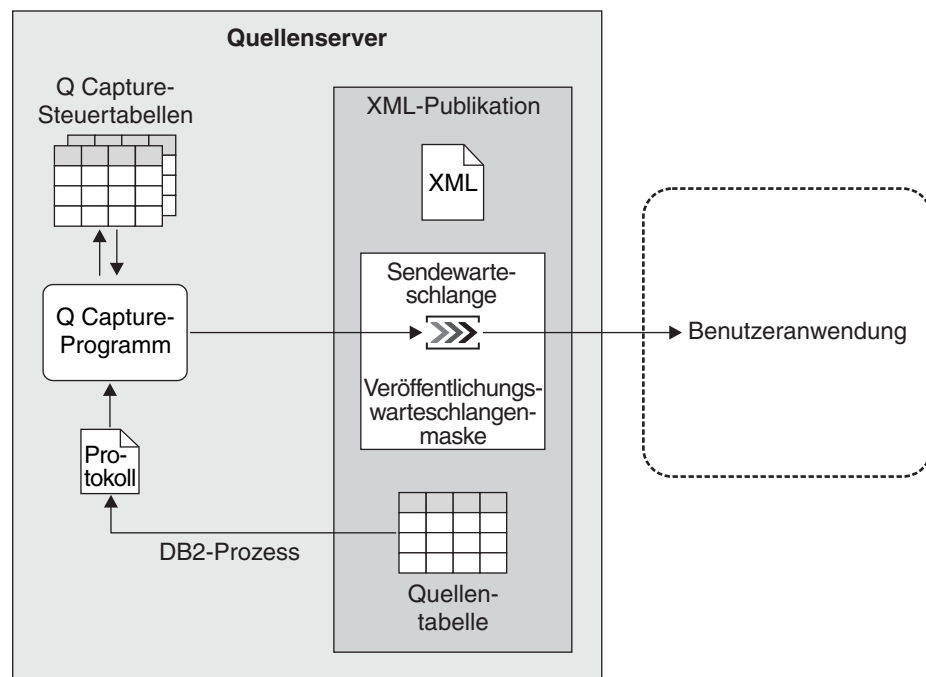 Quellenserver
Q Capture-
Steuertabellen
XML-Publikation
XML
Sendewarte-
schlange
Q Capture-
Programm
Benutzeranwendung
Veröffentlichungs-
warteschlangen-
maske
Pro-
tokoll
DB2-Prozess
Quellen-
tabelle